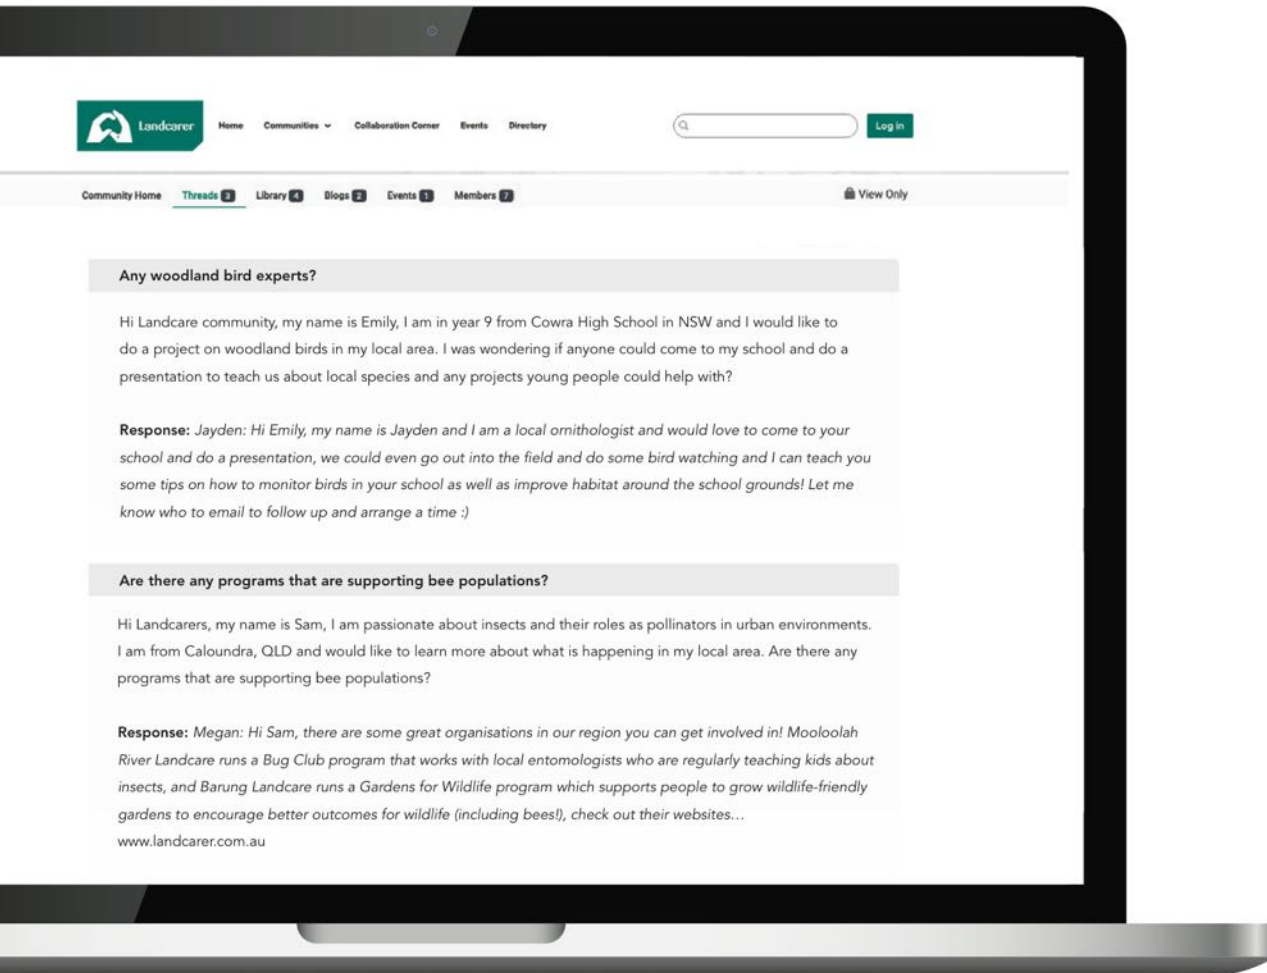 Landcarer
Home Communities Collaboration Corner Events Directory
Log in
Community Home Threads 3 Library 4 Blogs 2 Events 1 Members 7
View Only
Any woodland bird experts?
Hi Landcare community, my name is Emily, I am in year 9 from Cowra High School in NSW and I would like to
do a project on woodland birds in my local area. I was wondering if anyone could come to my school and do a
presentation to teach us about local species and any projects young people could help with?
Response: Jayden: Hi Emily, my name is Jayden and I am a local ornithologist and would love to come to your
school and do a presentation, we could even go out into the field and do some bird watching and I can teach you
some tips on how to monitor birds in your school as well as improve habitat around the school grounds! Let me
know who to email to follow up and arrange a time :)
Are there any programs that are supporting bee populations?
Hi Landcarers, my name is Sam, I am passionate about insects and their roles as pollinators in urban environments.
I am from Caloundra, QLD and would like to learn more about what is happening in my local area. Are there any
programs that are supporting bee populations?
Response: Megan: Hi Sam, there are some great organisations in our region you can get involved in! Mooloolah
River Landcare runs a Bug Club program that works with local entomologists who are regularly teaching kids about
insects, and Barung Landcare runs a Gardens for Wildlife program which supports people to grow wildlife-friendly
gardens to encourage better outcomes for wildlife (including bees!), check out their websites…
www.landcarer.com.au